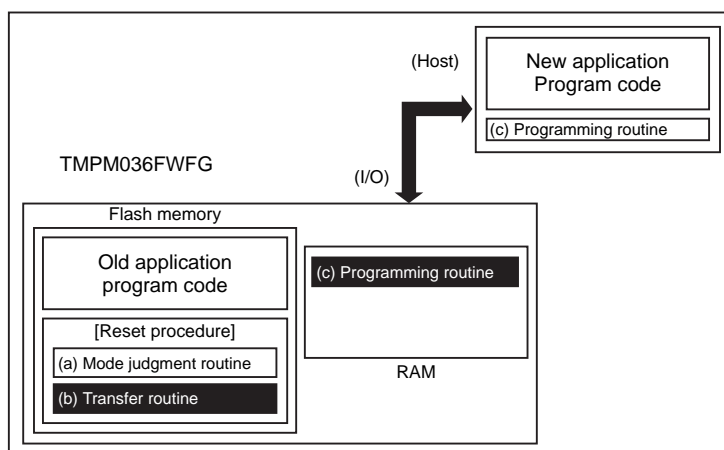 (Host)
New application
Program code
(c) Programming routine
TMPM036FWFG
(I/O)
Flash memory
Old application
program code
[Reset procedure]
(a) Mode judgment routine
(b) Transfer routine
(c) Programming routine
RAM